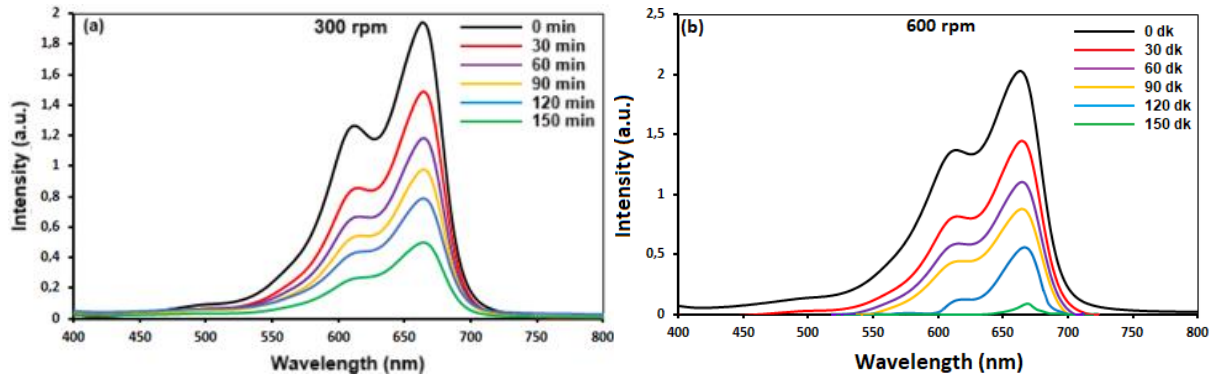 (a)
300 rpm
0 min
30 min
60 min
90 min
120 min
150 min
Intensity (a.u.)
2
1,8
1,6
1,4
1,2
1
0,8
0,6
0,4
0,2
0
400 450 500 550 600 650 700 750 800
Wavelength (nm)
(b)
600 rpm
0 dk
30 dk
60 dk
90 dk
120 dk
150 dk
Intensity (a.u.)
2,5
2
1,5
1
0,5
0
400 450 500 550 600 650 700 750 800
Wavelength (nm)